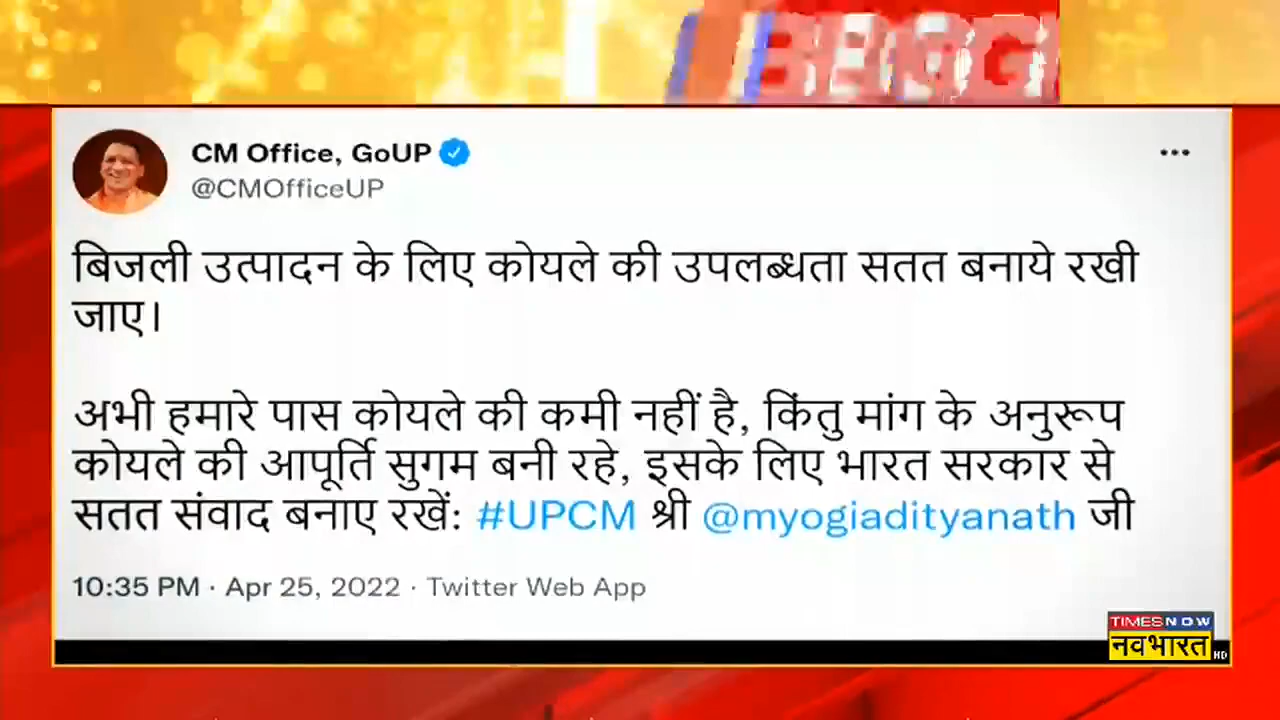 CM Office, GoUP
@CMOfficeUP
बिजली उत्पादन के लिए कोयले की उपलब्धता सतत बनाये रखी
जाए।
अभी हमारे पास कोयले की कमी नहीं है, किंतु मांग के अनुरूप
कोयले की आपूर्ति सुगम बनी रहे, इसके लिए भारत सरकार से
सतत संवाद बनाए रखें: #UPCM श्री @myogiadityanath जी
10:35 PM · Apr 25, 2022 · Twitter Web App
TIMES NOW
नवभारत HD